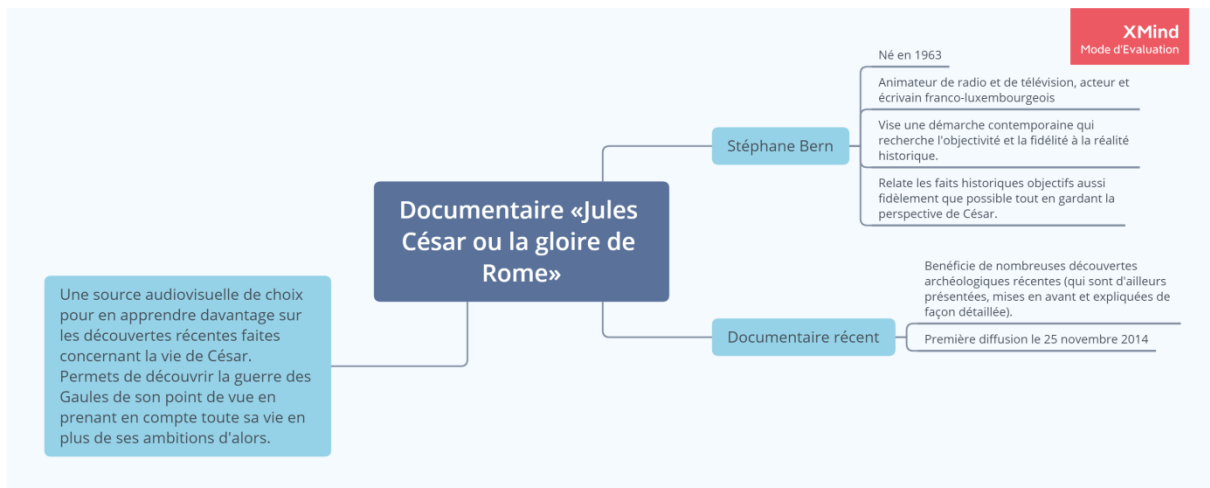 XMind
Mode d'Evaluation
Documentaire «Jules
César ou la gloire de
Rome»
Stéphane Bern
Né en 1963
Animateur de radio et de télévision, acteur et
écrivain franco-luxembourgeois
Vise une démarche contemporaine qui
recherche l'objectivité et la fidélité à la réalité
historique.
Relate les faits historiques objectifs aussi
fidèlement que possible tout en gardant la
perspective de César.
Documentaire récent
Benéficie de nombreuses découvertes
archéologiques récentes (qui sont d'ailleurs
présentées, mises en avant et expliquées de
façon détaillée).
Première diffusion le 25 novembre 2014
Une source audiovisuelle de choix
pour en apprendre davantage sur
les découvertes récentes faites
concernant la vie de César.
Permets de découvrir la guerre des
Gaules de son point de vue en
prenant en compte toute sa vie en
plus de ses ambitions d'alors.